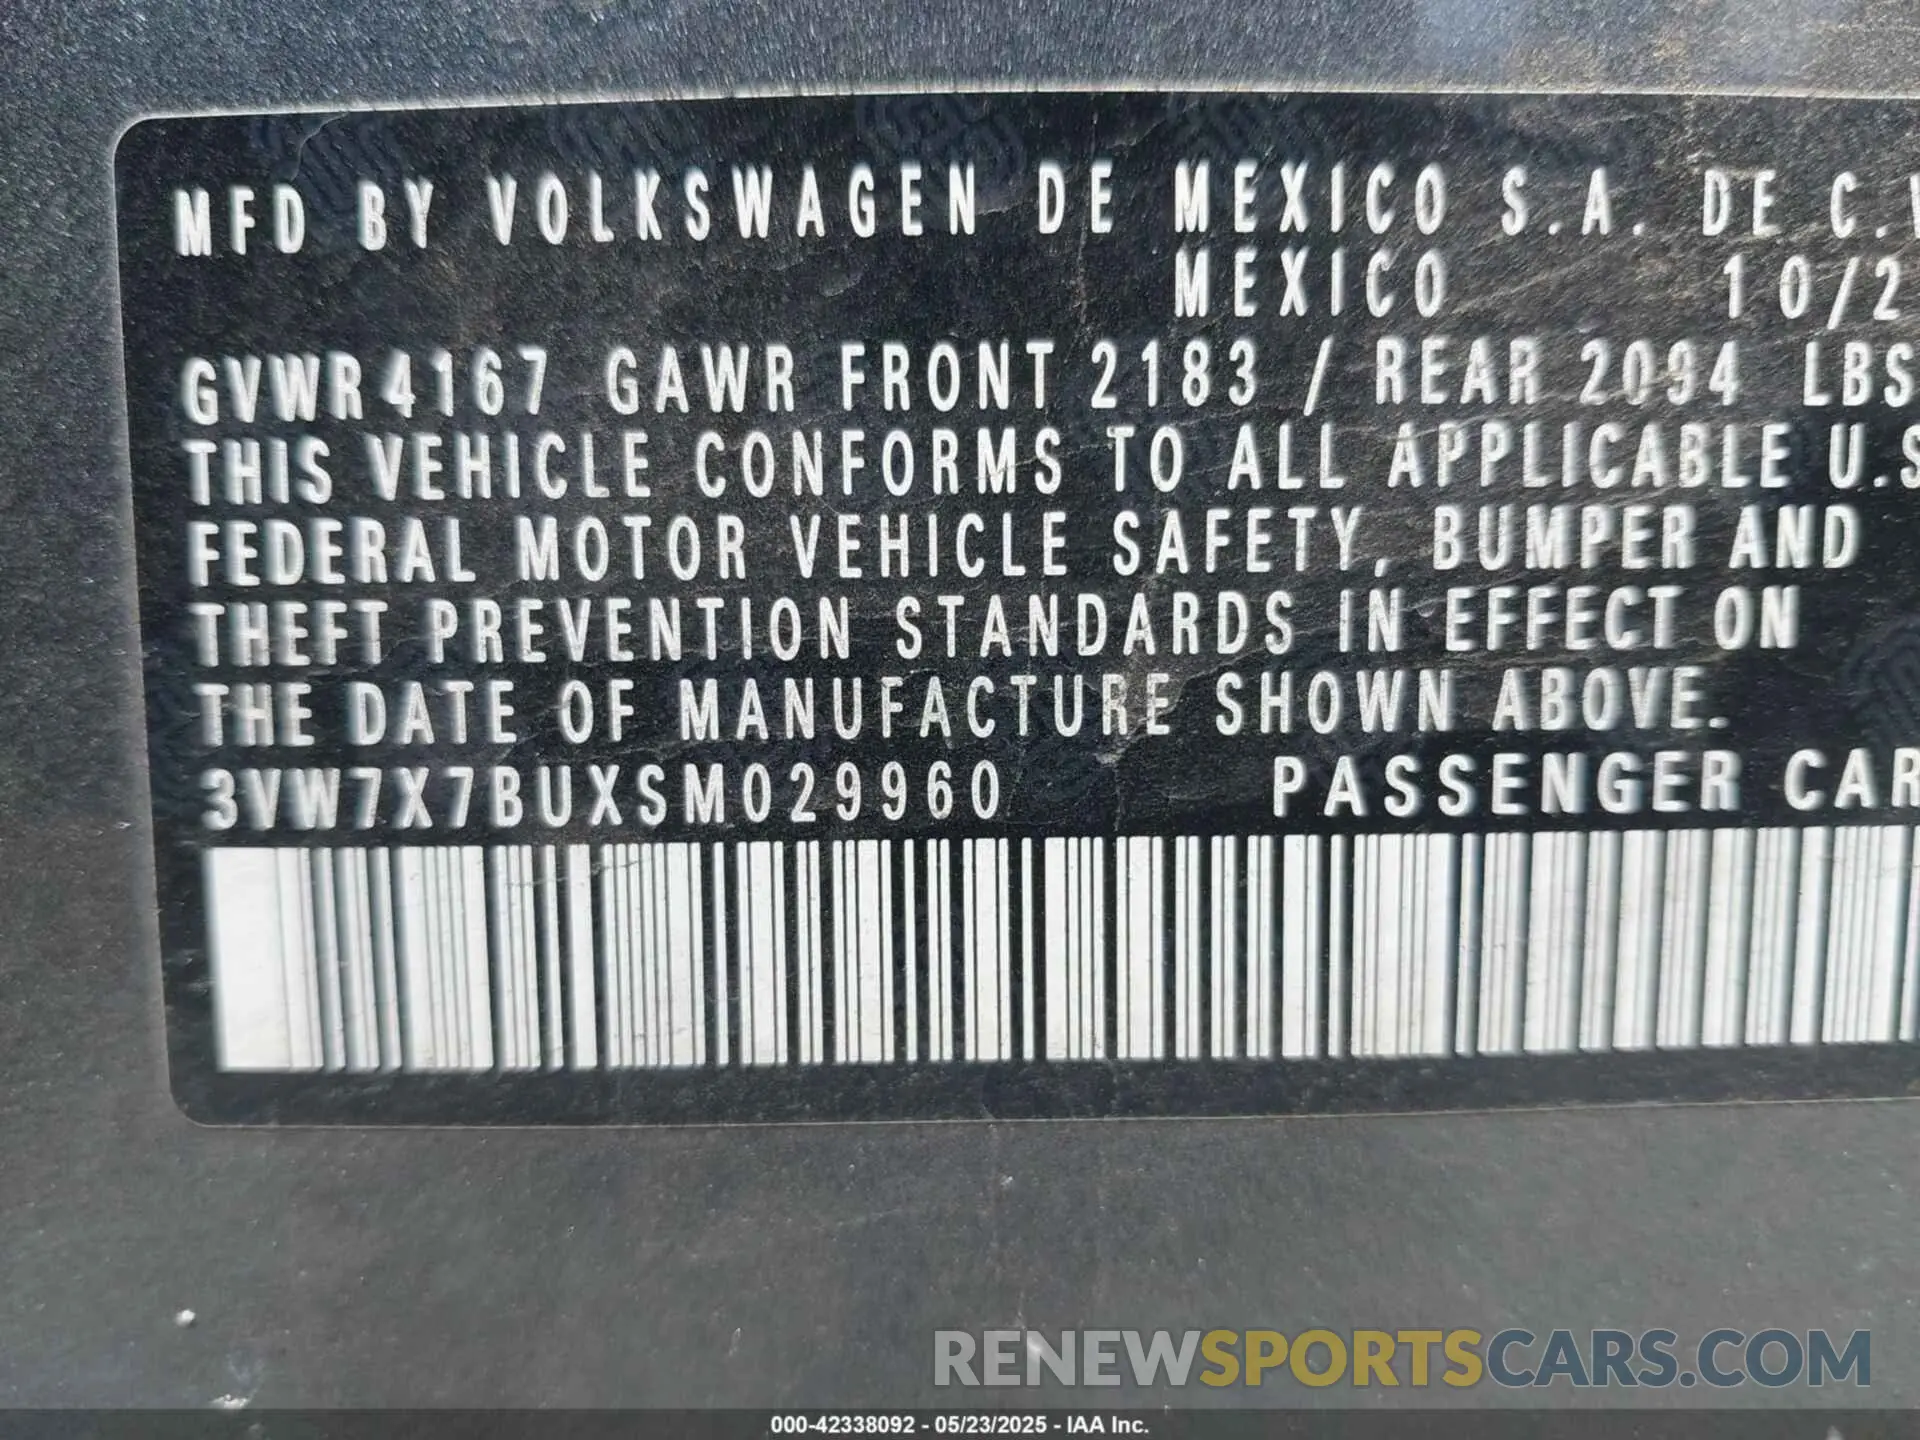 MFD BY VOLKSWAGEN DE MEXICO S.A. DE C.V
MEXICO 10/2
GVWR 4167 GAWR FRONT 2183 / REAR 2094 LBS
THIS VEHICLE CONFORMS TO ALL APPLICABLE U.S
FEDERAL MOTOR VEHICLE SAFETY, BUMPER AND
THEFT PREVENTION STANDARDS IN EFFECT ON
THE DATE OF MANUFACTURE SHOWN ABOVE.
3VW7X7BUXSM029960 PASSENGER CAR
RENEWSPORTSCARS.COM
000-42338092 - 05/23/2025 - IAA Inc.